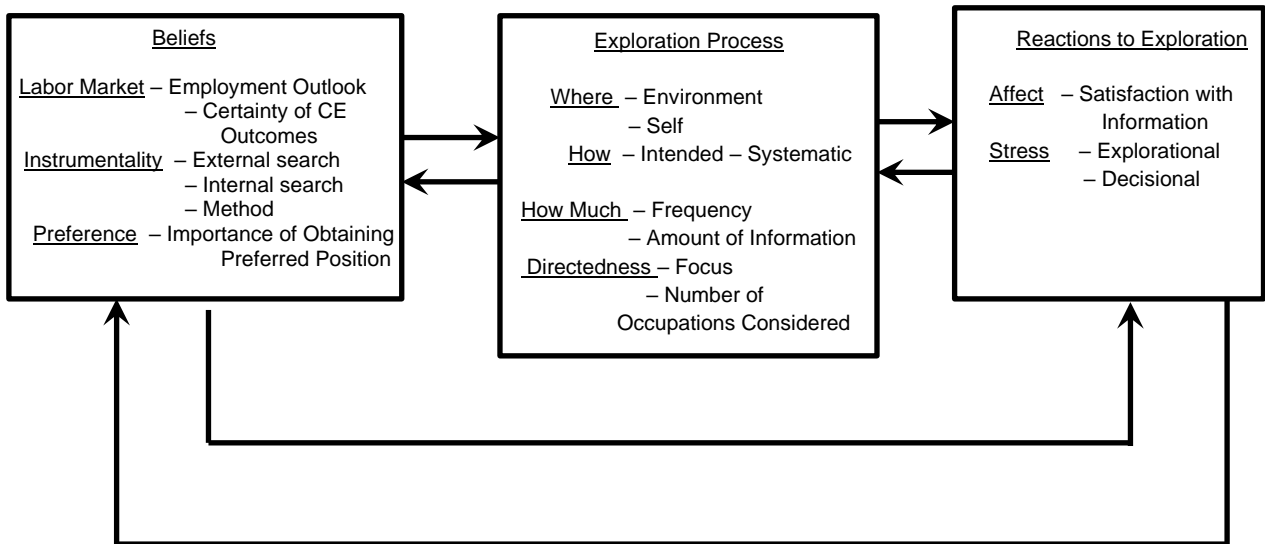 Beliefs
Labor Market – Employment Outlook
– Certainty of CE
Outcomes
Instrumentality – External search
– Internal search
– Method
Preference – Importance of Obtaining
Preferred Position
Exploration Process
Where – Environment
– Self
How – Intended – Systematic
How Much – Frequency
– Amount of Information
Directedness – Focus
– Number of
Occupations Considered
Reactions to Exploration
Affect – Satisfaction with
Information
Stress – Explorational
– Decisional